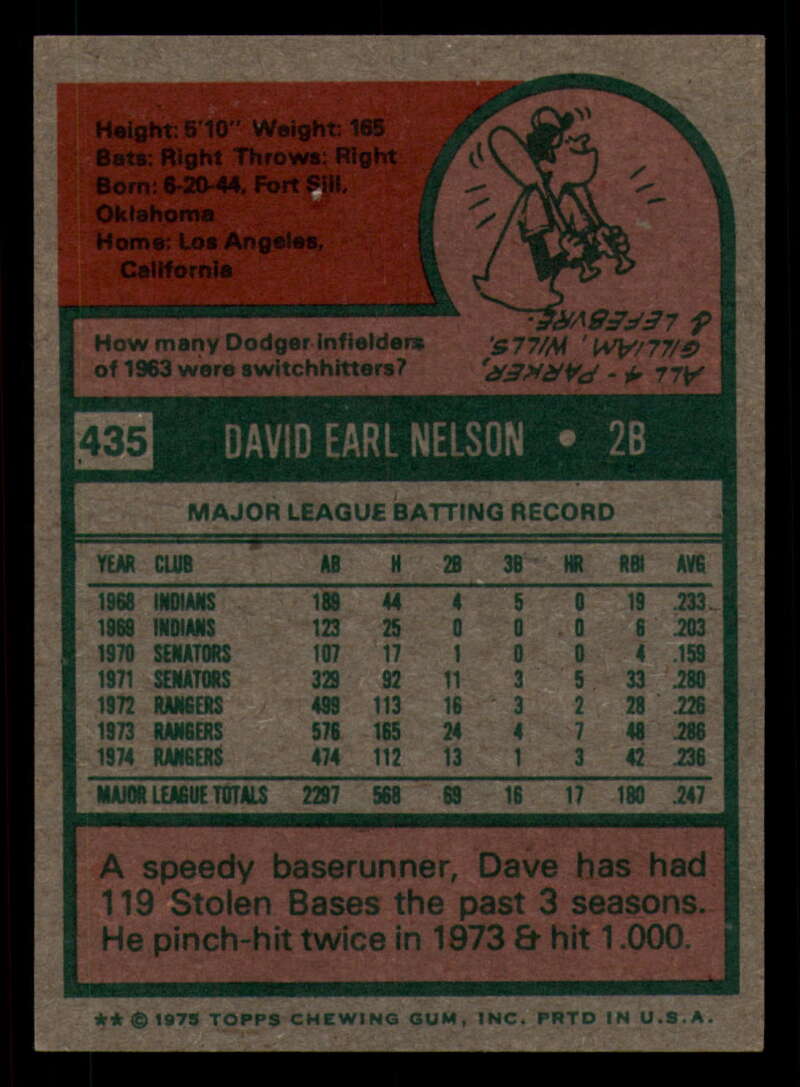 Height: 5'10" Weight: 165
Bats: Right Throws: Right
Born: 6-20-44, Fort Sill,
Oklahoma
Home: Los Angeles,
California
How many Dodger infielders
of 1963 were switchhitters?
ALL 4 - PARKER,
GILLIAM, WILLS,
& LEFEBVRE.
435 DAVID EARL NELSON • 2B
MAJOR LEAGUE BATTING RECORD
YEAR CLUB AB H 2B 3B HR RBI AVG
1968 INDIANS 189 44 4 5 0 19 .233
1969 INDIANS 123 25 0 0 0 6 .203
1970 SENATORS 107 17 1 0 0 4 .159
1971 SENATORS 329 92 11 3 5 33 .280
1972 RANGERS 499 113 16 3 2 28 .226
1973 RANGERS 576 165 24 4 7 48 .286
1974 RANGERS 474 112 13 1 3 42 .236
MAJOR LEAGUE TOTALS 2297 568 69 16 17 180 .247
A speedy baserunner, Dave has had
119 Stolen Bases the past 3 seasons.
He pinch-hit twice in 1973 & hit 1.000.
** © 1975 TOPPS CHEWING GUM, INC. PRTD IN U.S.A.